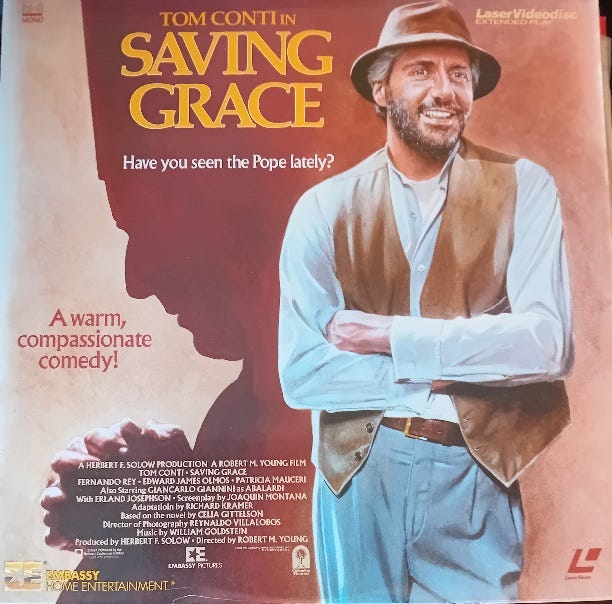 MONO
LaserVideodisc
EXTENDED PLAY
TOM CONTI IN
SAVING
GRACE
Have you seen the Pope lately?
A warm,
compassionate
comedy!
A HERBERT F. SOLOW PRODUCTION A ROBERT M. YOUNG FILM
TOM CONTI · SAVING GRACE
FERNANDO REY · EDWARD JAMES OLMOS · PATRICIA MAUCERI
Also Starring GIANCARLO GIANNINI as ABALARDI
With ERLAND JOSEPHSON · Screenplay by JOAQUIN MONTANA
Adaptation by RICHARD KRAMER
Based on the novel by CELIA GITTELSON
Director of Photography REYNALDO VILLALOBOS
Music by WILLIAM GOLDSTEIN
Produced by HERBERT F. SOLOW · Directed by ROBERT M. YOUNG
EMBASSY PICTURES
EMBASSY
HOME ENTERTAINMENT.®
LaserVision